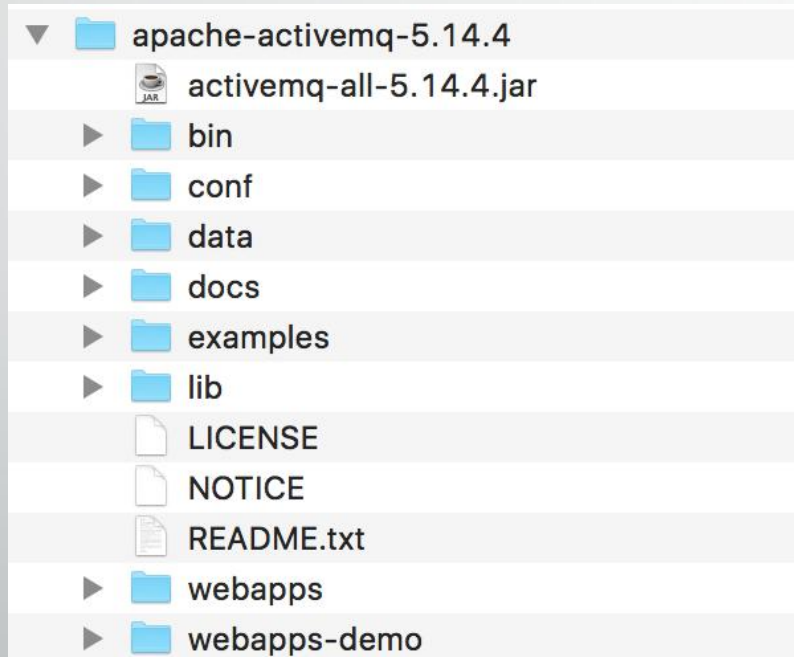 apache-activemq-5.14.4
JAR
activemq-all-5.14.4.jar
bin
conf
data
docs
examples
lib
LICENSE
NOTICE
README.txt
webapps
webapps-demo